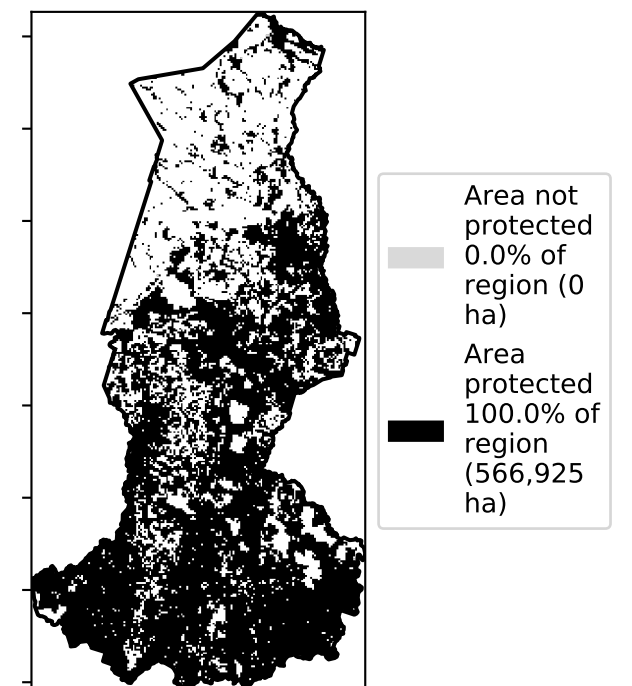 Area not
protected
0.0% of
region (0
ha)
Area
protected
100.0% of
region
(566,925
ha)